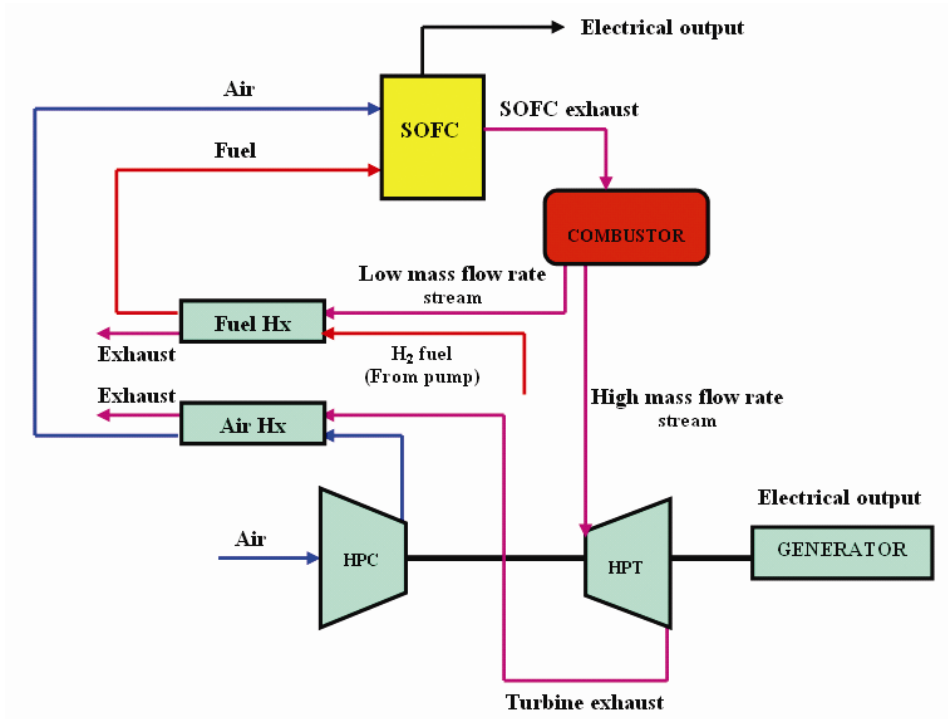 Electrical output
Air
SOFC exhaust
SOFC
Fuel
COMBUSTOR
Low mass flow rate
stream
Fuel Hx
Exhaust
H₂ fuel
(From pump)
Exhaust
High mass flow rate
stream
Air Hx
Electrical output
Air
HPC
HPT
GENERATOR
Turbine exhaust